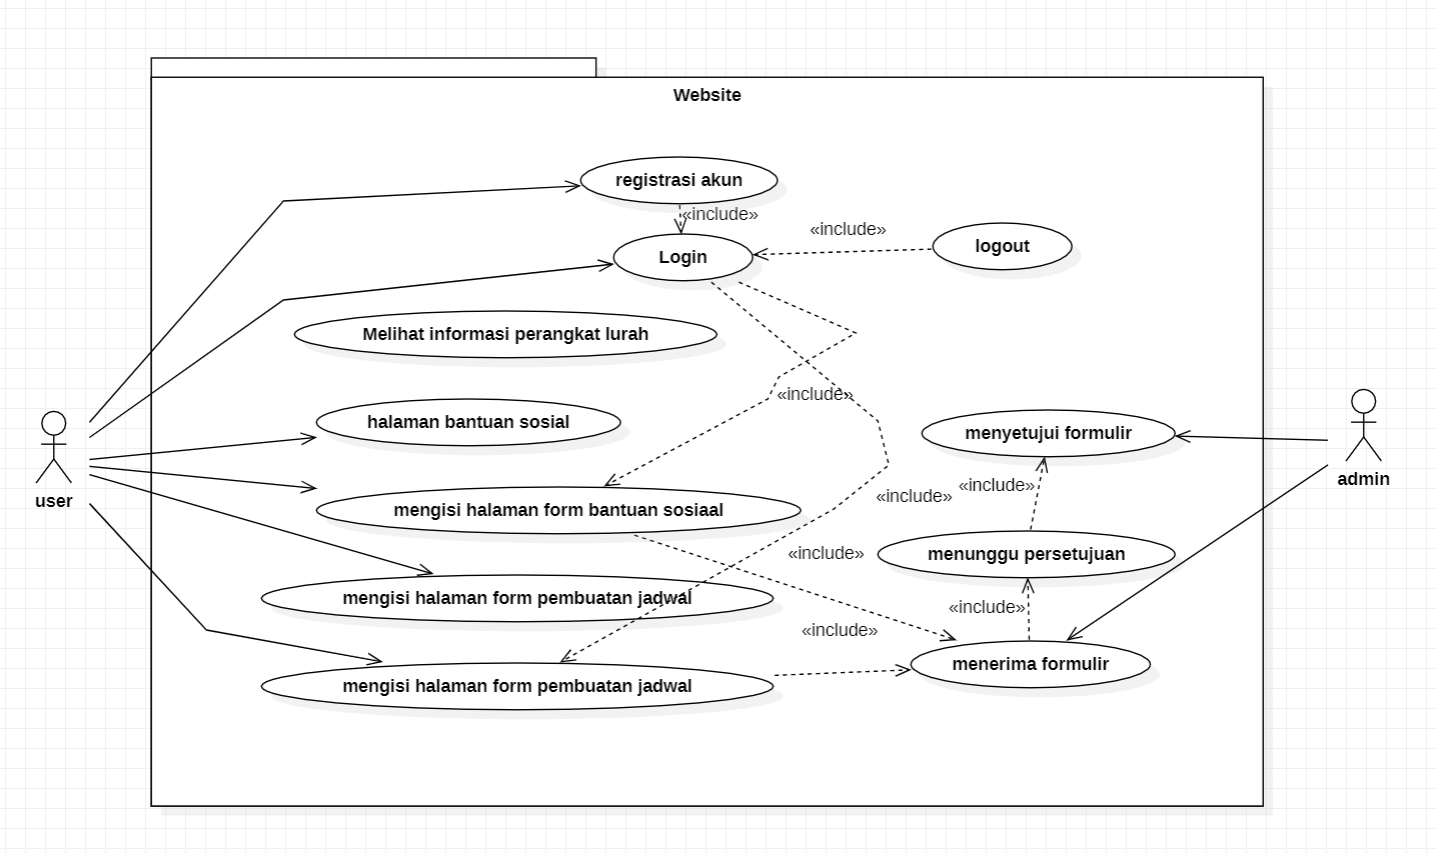 Website
registrasi akun
«include»
«include»
logout
Login
Melihat informasi perangkat lurah
«include»
halaman bantuan sosial
menyetujui formulir
user
admin
«include»
«include»
mengisi halaman form bantuan sosiaal
«include»
menunggu persetujuan
mengisi halaman form pembuatan jadwal
«include»
«include»
menerima formulir
mengisi halaman form pembuatan jadwal